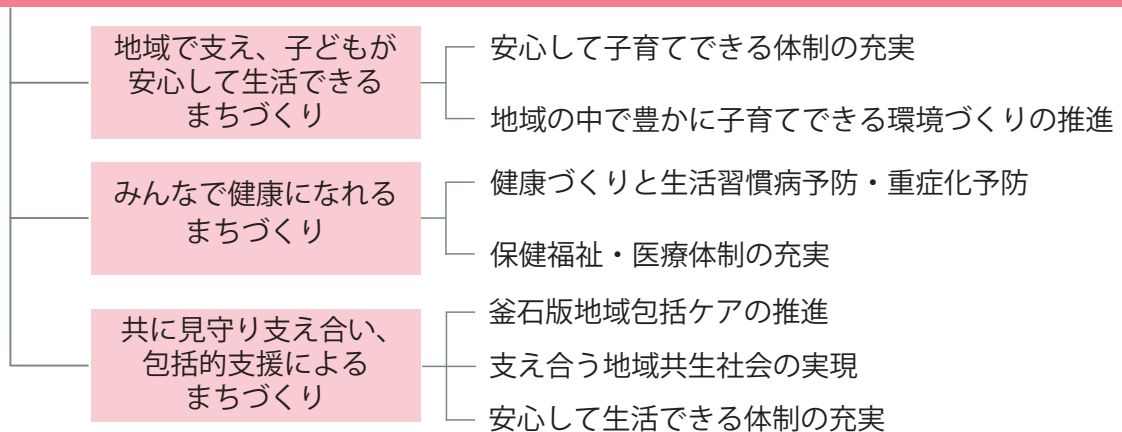 地域で支え、子どもが
安心して生活できる
まちづくり
安心して子育てできる体制の充実
地域の中で豊かに子育てできる環境づくりの推進
みんなで健康になれる
まちづくり
健康づくりと生活習慣病予防・重症化予防
保健福祉・医療体制の充実
共に見守り支え合い、
包括的支援による
まちづくり
釜石版地域包括ケアの推進
支え合う地域共生社会の実現
安心して生活できる体制の充実